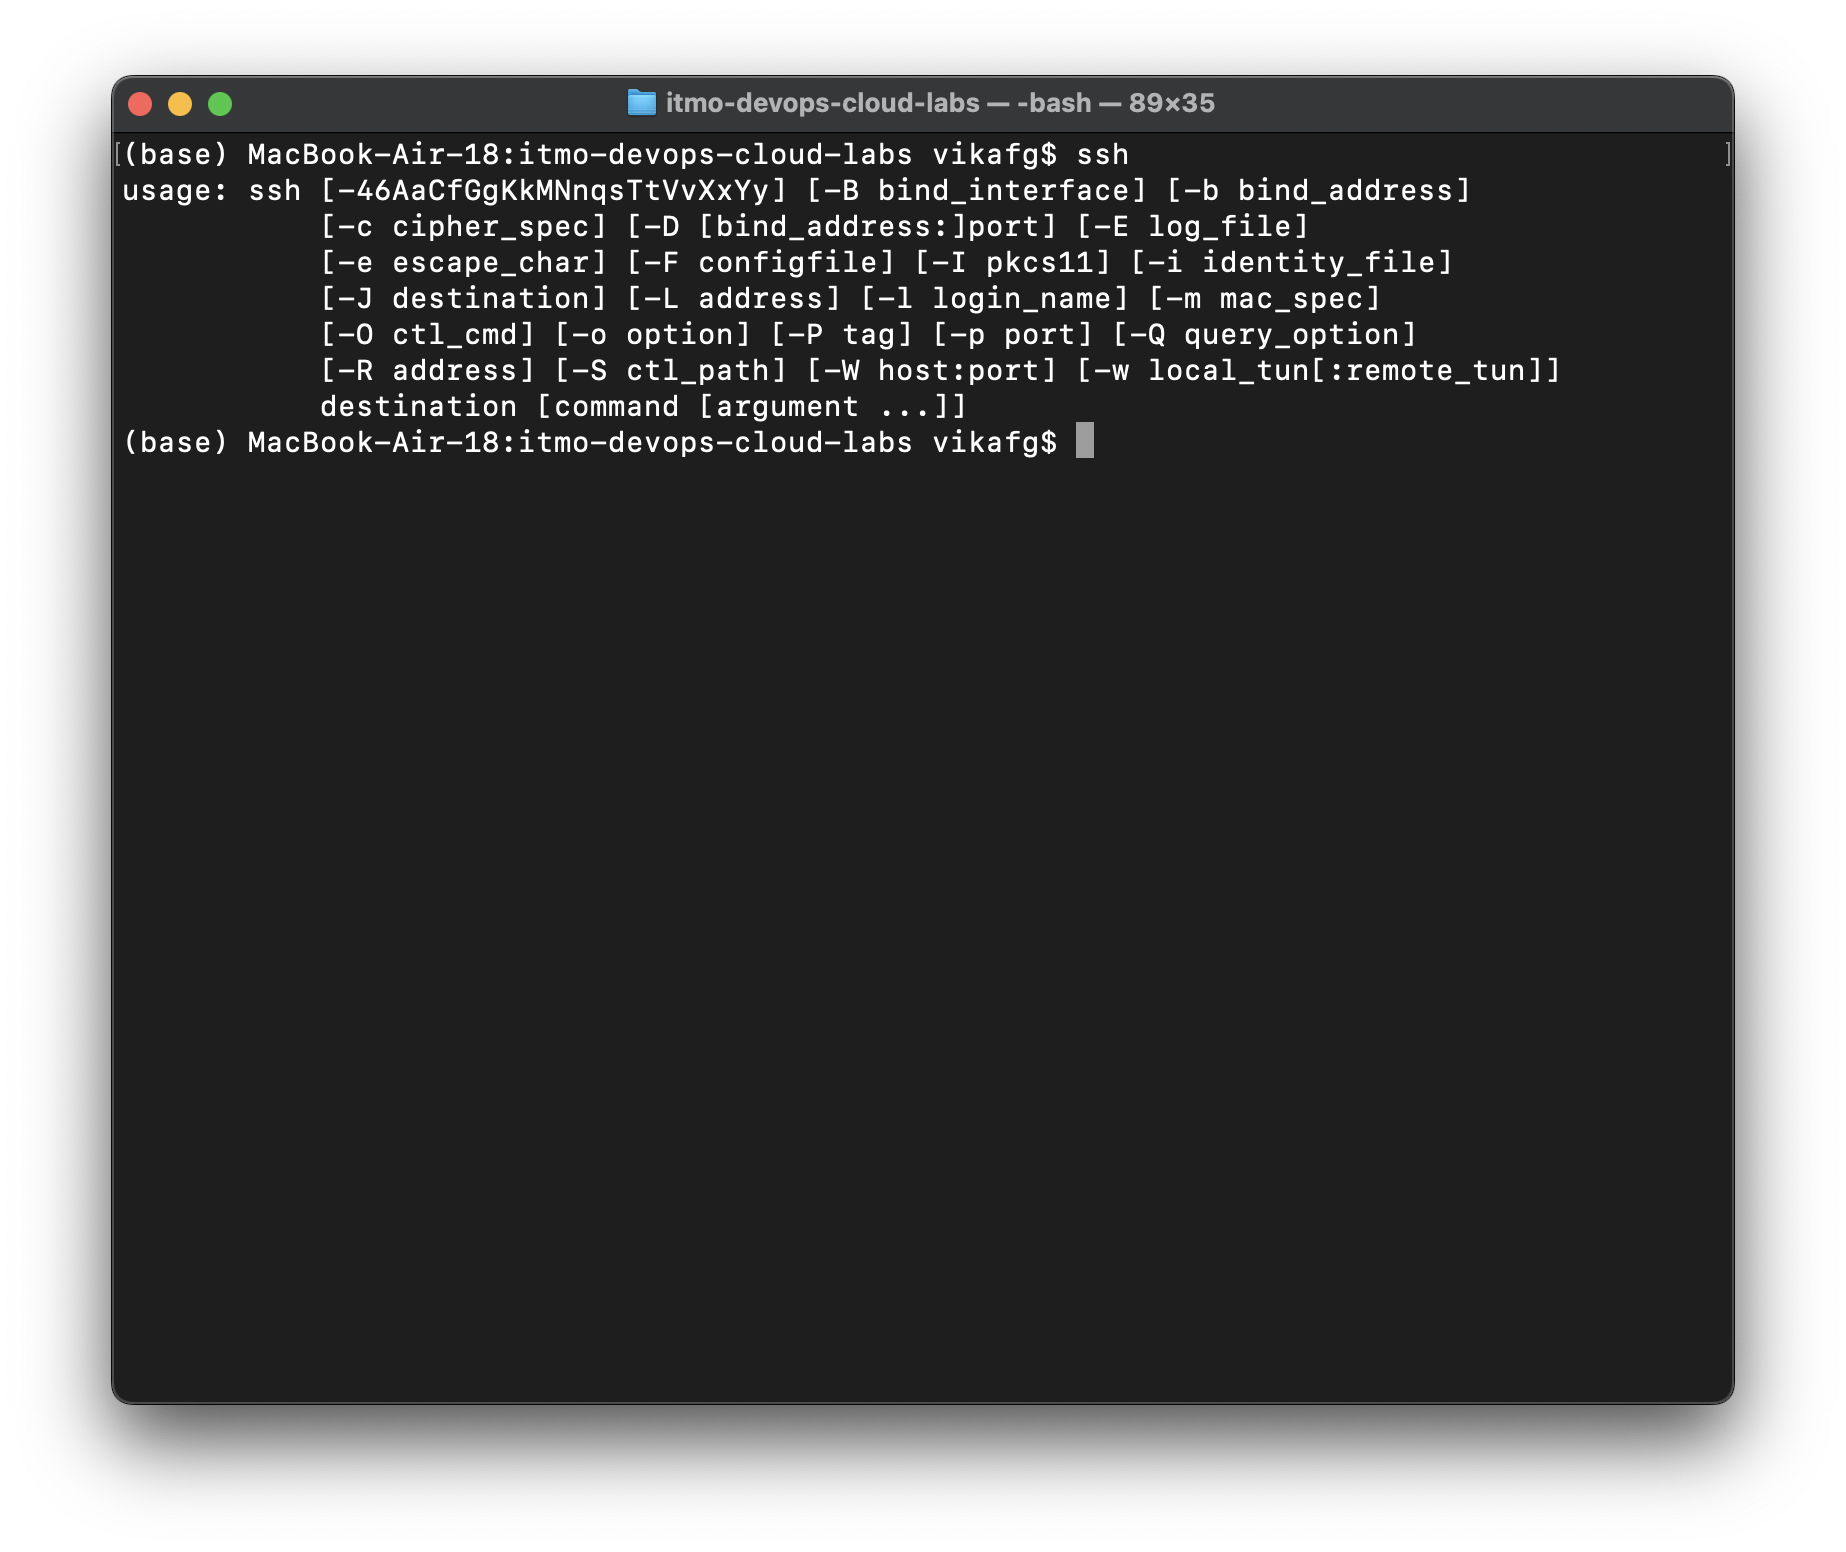 itmo-devops-cloud-labs — -bash — 89×35
[(base) MacBook-Air-18:itmo-devops-cloud-labs vikafg$ ssh ]
usage: ssh [-46AaCfGgKkMNnqsTtVvXxYy] [-B bind_interface] [-b bind_address]
           [-c cipher_spec] [-D [bind_address:]port] [-E log_file]
           [-e escape_char] [-F configfile] [-I pkcs11] [-i identity_file]
           [-J destination] [-L address] [-l login_name] [-m mac_spec]
           [-O ctl_cmd] [-o option] [-P tag] [-p port] [-Q query_option]
           [-R address] [-S ctl_path] [-W host:port] [-w local_tun[:remote_tun]]
           destination [command [argument ...]]
(base) MacBook-Air-18:itmo-devops-cloud-labs vikafg$